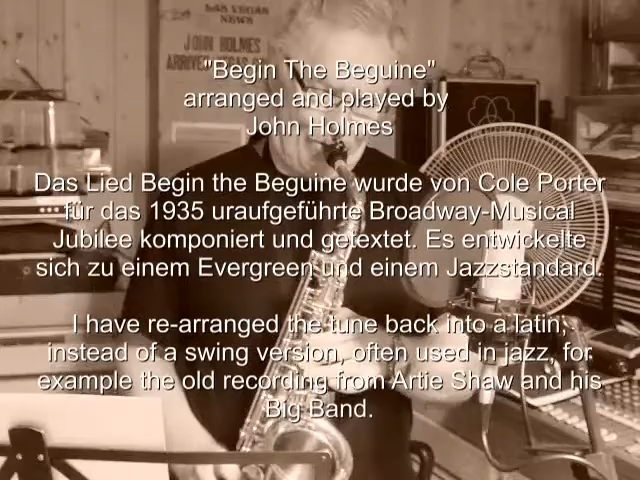 LAS VEGAS
NEWS
JOHN HOLMES
"Begin The Beguine"
arranged and played by
John Holmes
Das Lied Begin the Beguine wurde von Cole Porter
für das 1935 uraufgeführte Broadway-Musical
Jubilee komponiert und getextet. Es entwickelte
sich zu einem Evergreen und einem Jazzstandard.
I have re-arranged the tune back into a latin,
instead of a swing version, often used in jazz, for
example the old recording from Artie Shaw and his
Big Band.